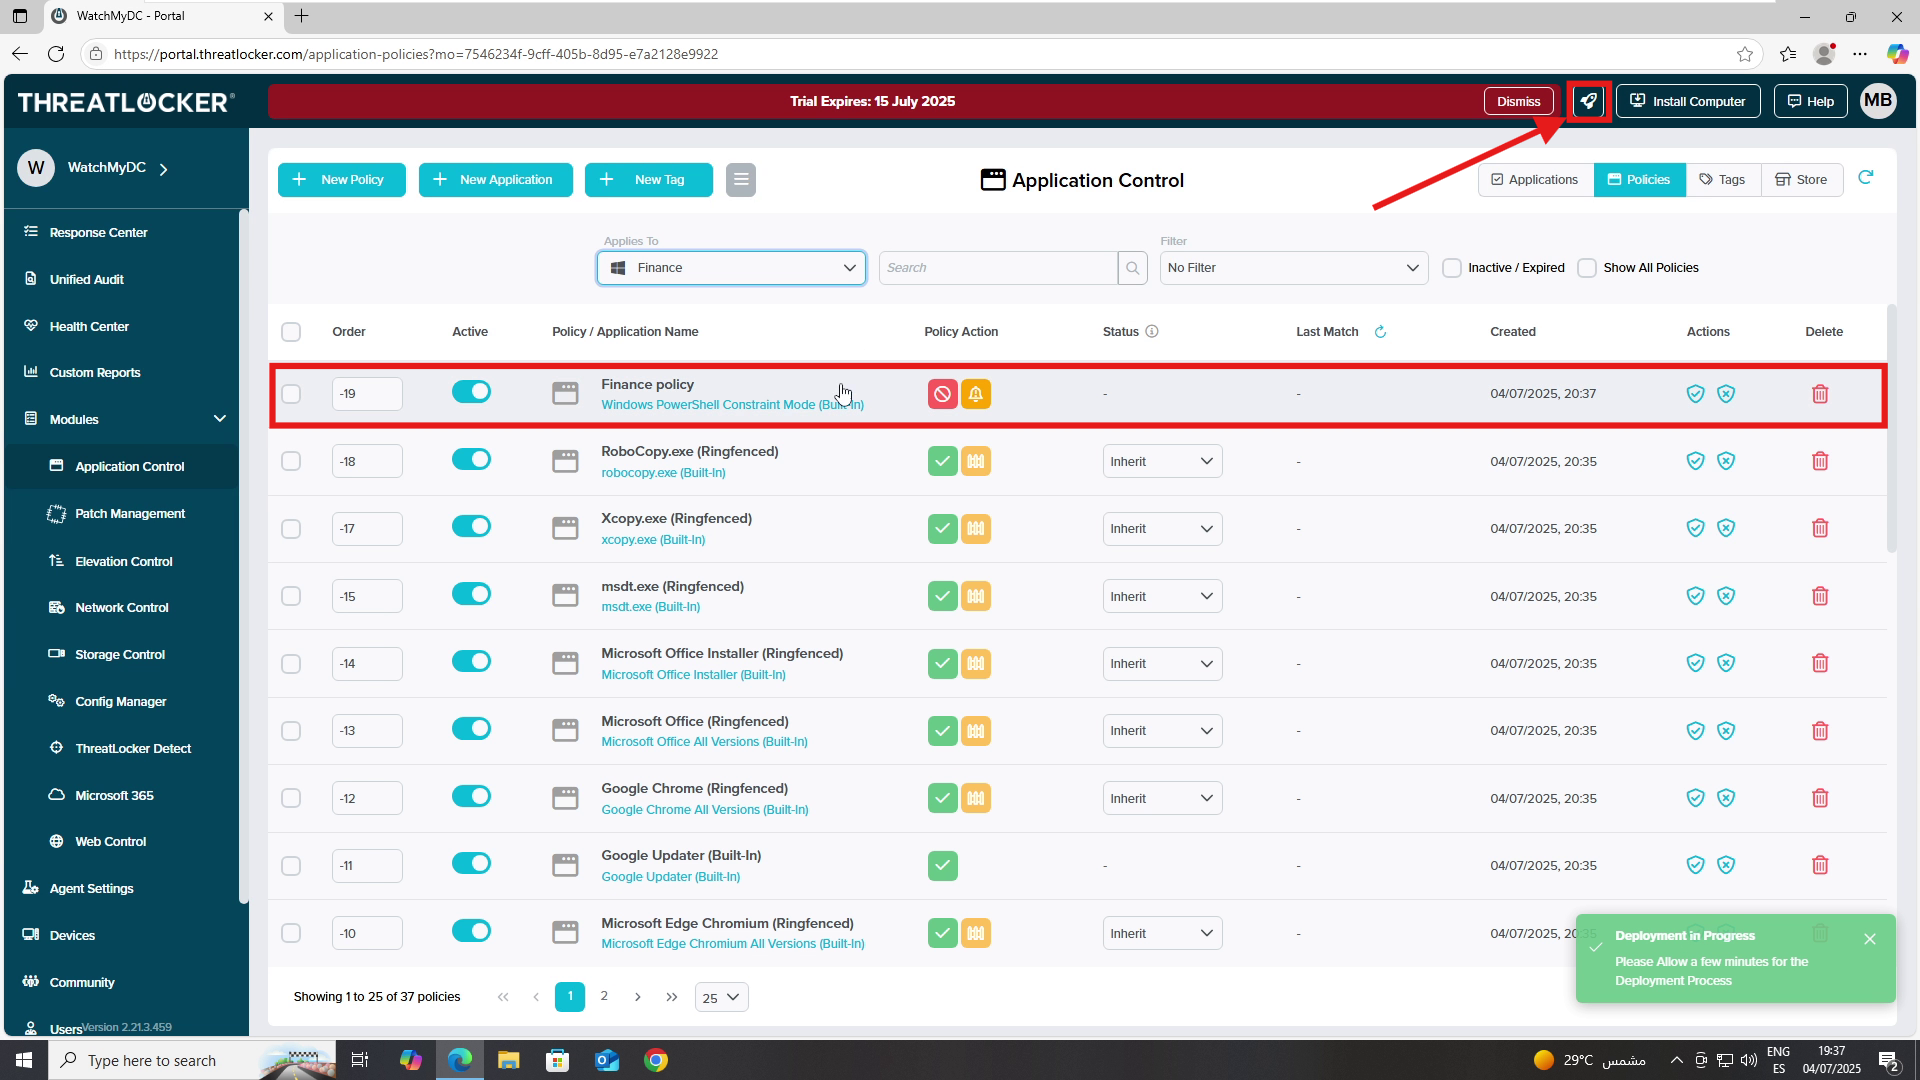 WatchMyDC - Portal
https://portal.threatlocker.com/application-policies?mo=7546234f-9cff-405b-8d95-e7a2128e9922
THREATLOCKER
Trial Expires: 15 July 2025
Dismiss
Install Computer
Help
MB
W
WatchMyDC
New Policy
New Application
New Tag
Application Control
Applications
Policies
Tags
Store
Response Center
Unified Audit
Health Center
Custom Reports
Modules
Application Control
Patch Management
Elevation Control
Network Control
Storage Control
Config Manager
ThreatLocker Detect
Microsoft 365
Web Control
Agent Settings
Devices
Community
Users
Version 2.21.3.459
Applies To
Finance
Search
Filter
No Filter
Inactive / Expired
Show All Policies
Order
Active
Policy / Application Name
Policy Action
Status
Last Match
Created
Actions
Delete
-19
Finance policy
Windows PowerShell Constraint Mode (Built-In)
-
-
04/07/2025, 20:37
-18
RoboCopy.exe (Ringfenced)
robocopy.exe (Built-In)
Inherit
-
04/07/2025, 20:35
-17
Xcopy.exe (Ringfenced)
xcopy.exe (Built-In)
Inherit
-
04/07/2025, 20:35
-15
msdt.exe (Ringfenced)
msdt.exe (Built-In)
Inherit
-
04/07/2025, 20:35
-14
Microsoft Office Installer (Ringfenced)
Microsoft Office Installer (Built-In)
Inherit
-
04/07/2025, 20:35
-13
Microsoft Office (Ringfenced)
Microsoft Office All Versions (Built-In)
Inherit
-
04/07/2025, 20:35
-12
Google Chrome (Ringfenced)
Google Chrome All Versions (Built-In)
Inherit
-
04/07/2025, 20:35
-11
Google Updater (Built-In)
Google Updater (Built-In)
-
-
04/07/2025, 20:35
-10
Microsoft Edge Chromium (Ringfenced)
Microsoft Edge Chromium All Versions (Built-In)
Inherit
-
04/07/2025, 20:35
Deployment in Progress
Please Allow a few minutes for the
Deployment Process
Showing 1 to 25 of 37 policies
1
2
25
Type here to search
29°C مشمس
ENG
ES
19:37
04/07/2025
2